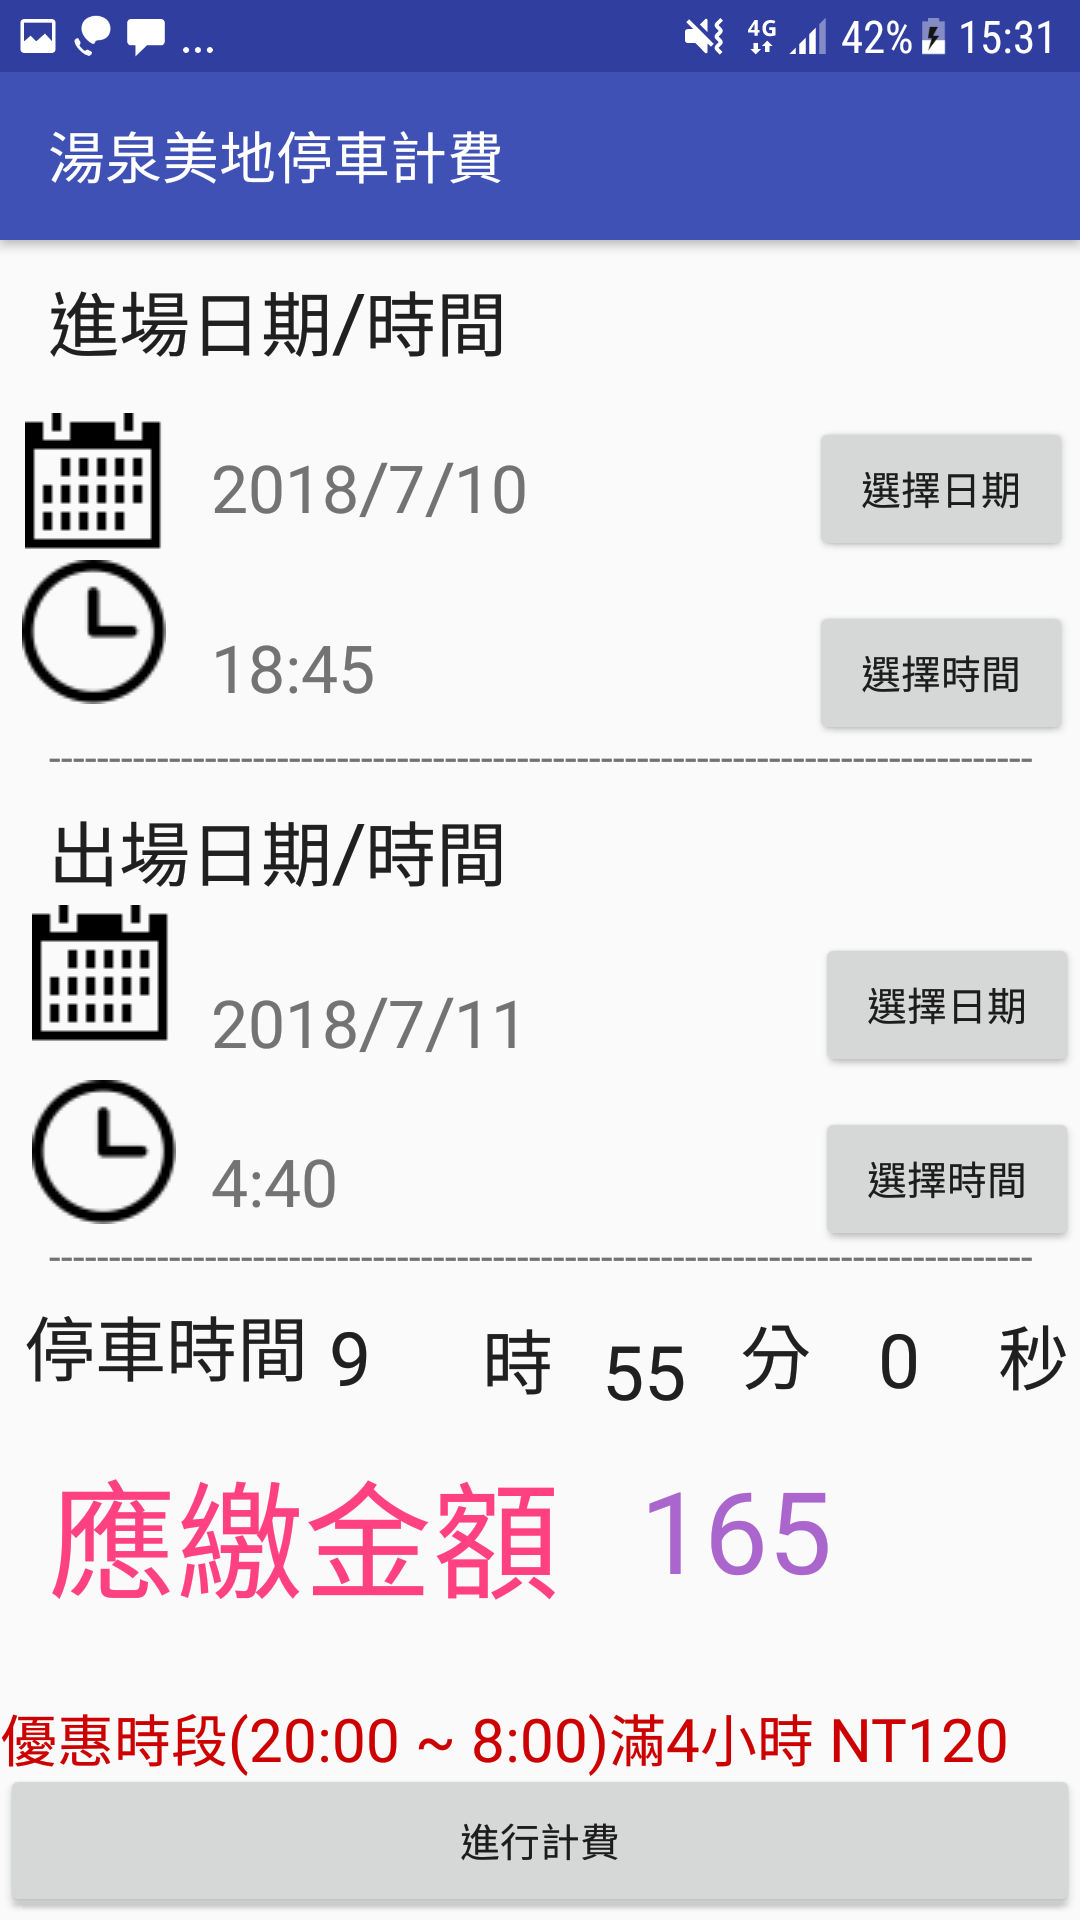 ... 4G 42% 15:31
湯泉美地停車計費
進場日期/時間
2018/7/10 選擇日期
18:45 選擇時間
----------------------------------------------------------------------------------
出場日期/時間
2018/7/11 選擇日期
4:40 選擇時間
----------------------------------------------------------------------------------
停車時間 9 時 55 分 0 秒
應繳金額 165
優惠時段(20:00 ~ 8:00)滿4小時 NT120
進行計費